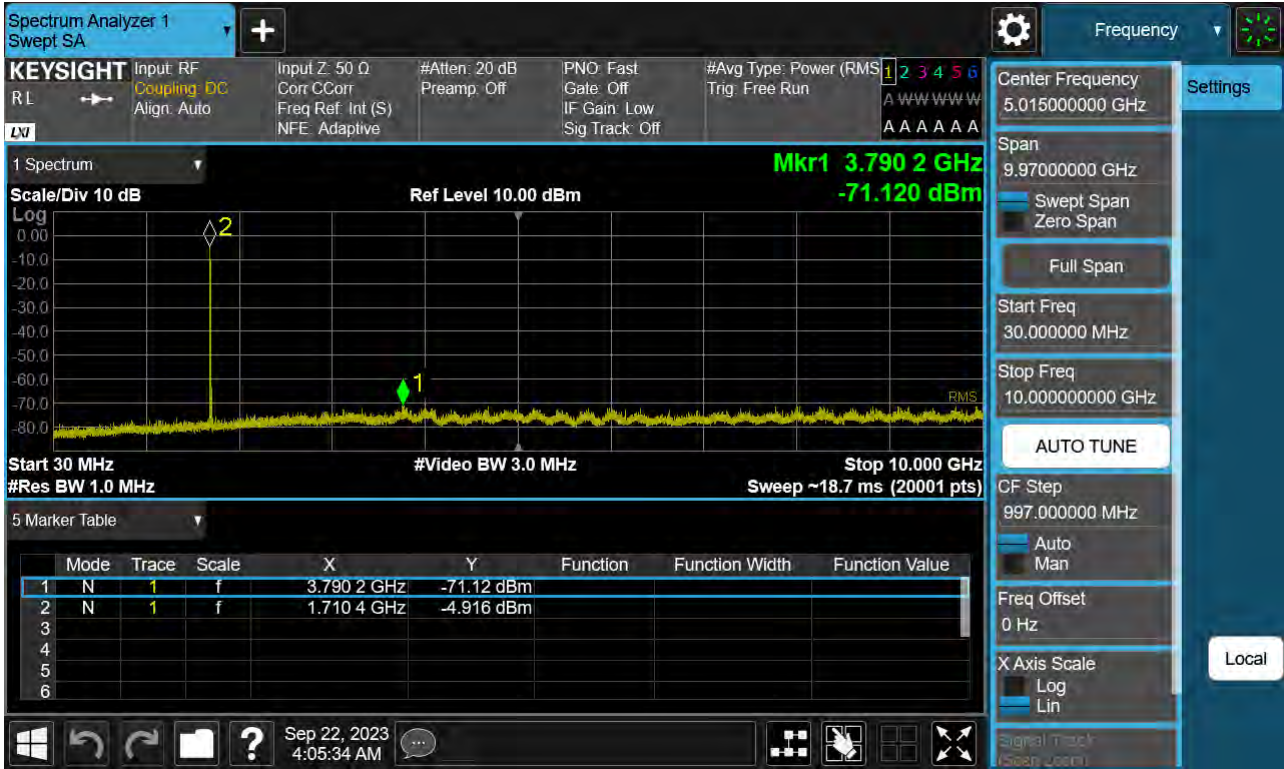 Spectrum Analyzer 1
Swept SA
+
Frequency
KEYSIGHT
RL
LXI
Input: RF
Coupling: DC
Align: Auto
Input Z: 50 Ω
Corr CCorr
Freq Ref: Int (S)
NFE: Adaptive
#Atten: 20 dB
Preamp: Off
PNO: Fast
Gate: Off
IF Gain: Low
Sig Track: Off
#Avg Type: Power (RMS
Trig: Free Run
1 2 3 4 5 6
A W W W W W
A A A A A A
Center Frequency
5.015000000 GHz
Settings
Span
9.97000000 GHz
Swept Span
Zero Span
Full Span
Start Freq
30.000000 MHz
Stop Freq
10.000000000 GHz
AUTO TUNE
CF Step
997.000000 MHz
Auto
Man
Freq Offset
0 Hz
X Axis Scale
Log
Lin
Signal Track
(Span Zoom)
Local
1 Spectrum
Mkr1 3.790 2 GHz
Scale/Div 10 dB
Ref Level 10.00 dBm
-71.120 dBm
Log
0.00
-10.0
-20.0
-30.0
-40.0
-50.0
-60.0
-70.0
-80.0
2
1
RMS
Start 30 MHz
#Video BW 3.0 MHz
Stop 10.000 GHz
#Res BW 1.0 MHz
Sweep ~18.7 ms (20001 pts)
5 Marker Table
Mode Trace Scale X Y Function Function Width Function Value
1 N 1 f 3.790 2 GHz -71.12 dBm
2 N 1 f 1.710 4 GHz -4.916 dBm
3
4
5
6
?
Sep 22, 2023
4:05:34 AM